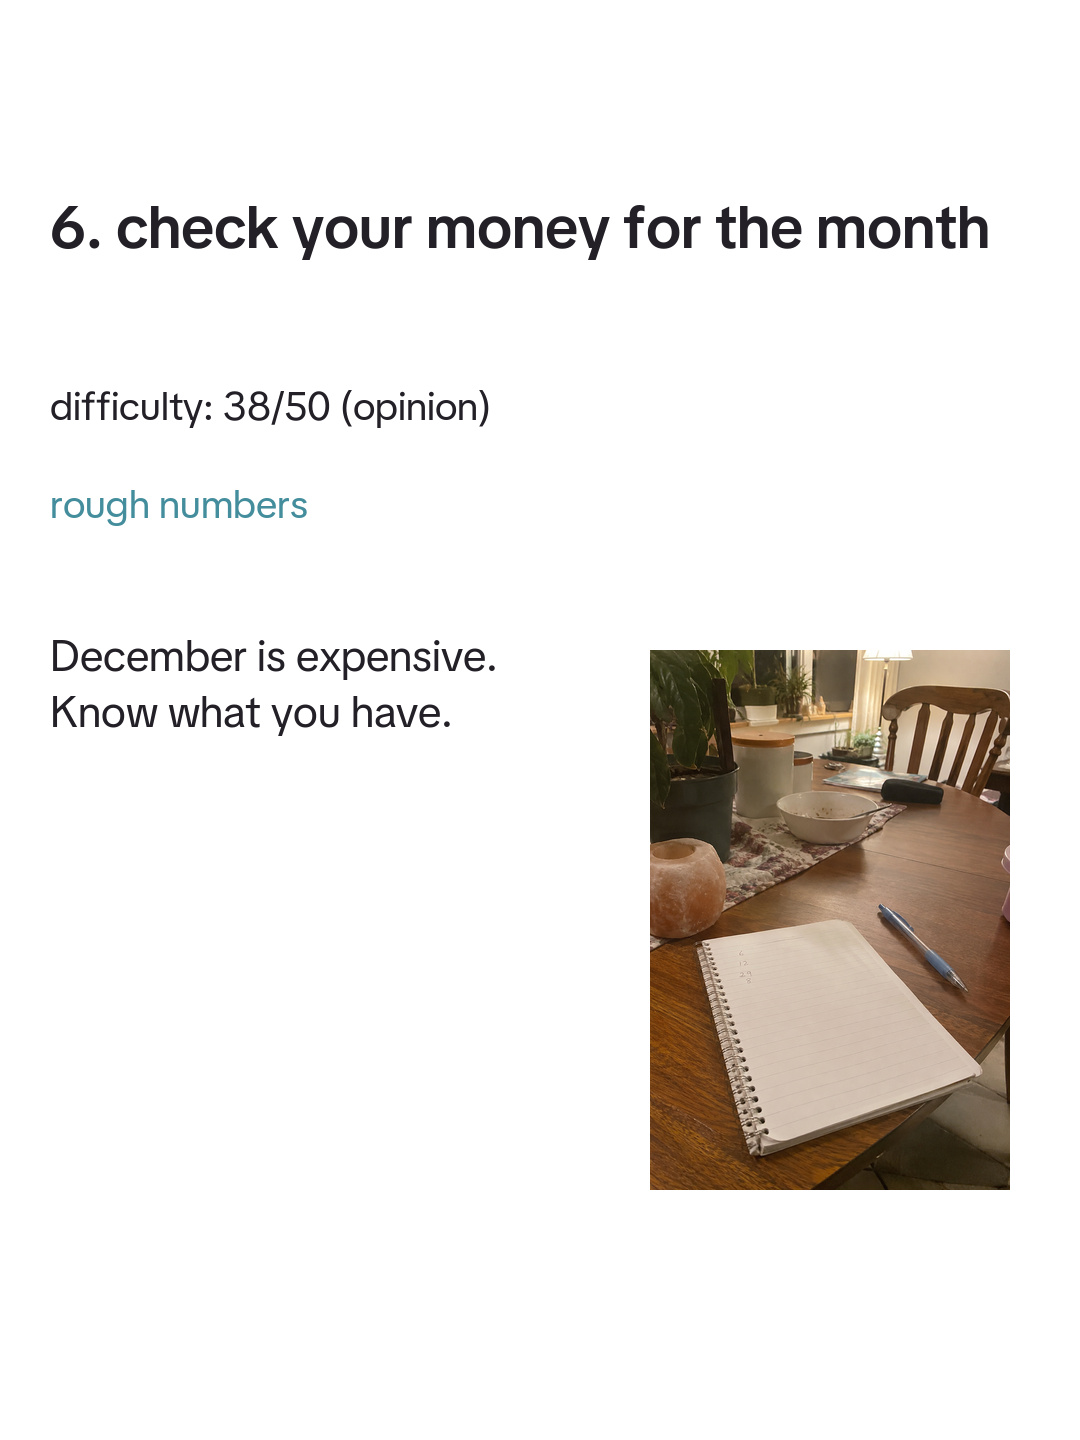 6. check your money for the month
difficulty: 38/50 (opinion)
rough numbers
December is expensive.
Know what you have.